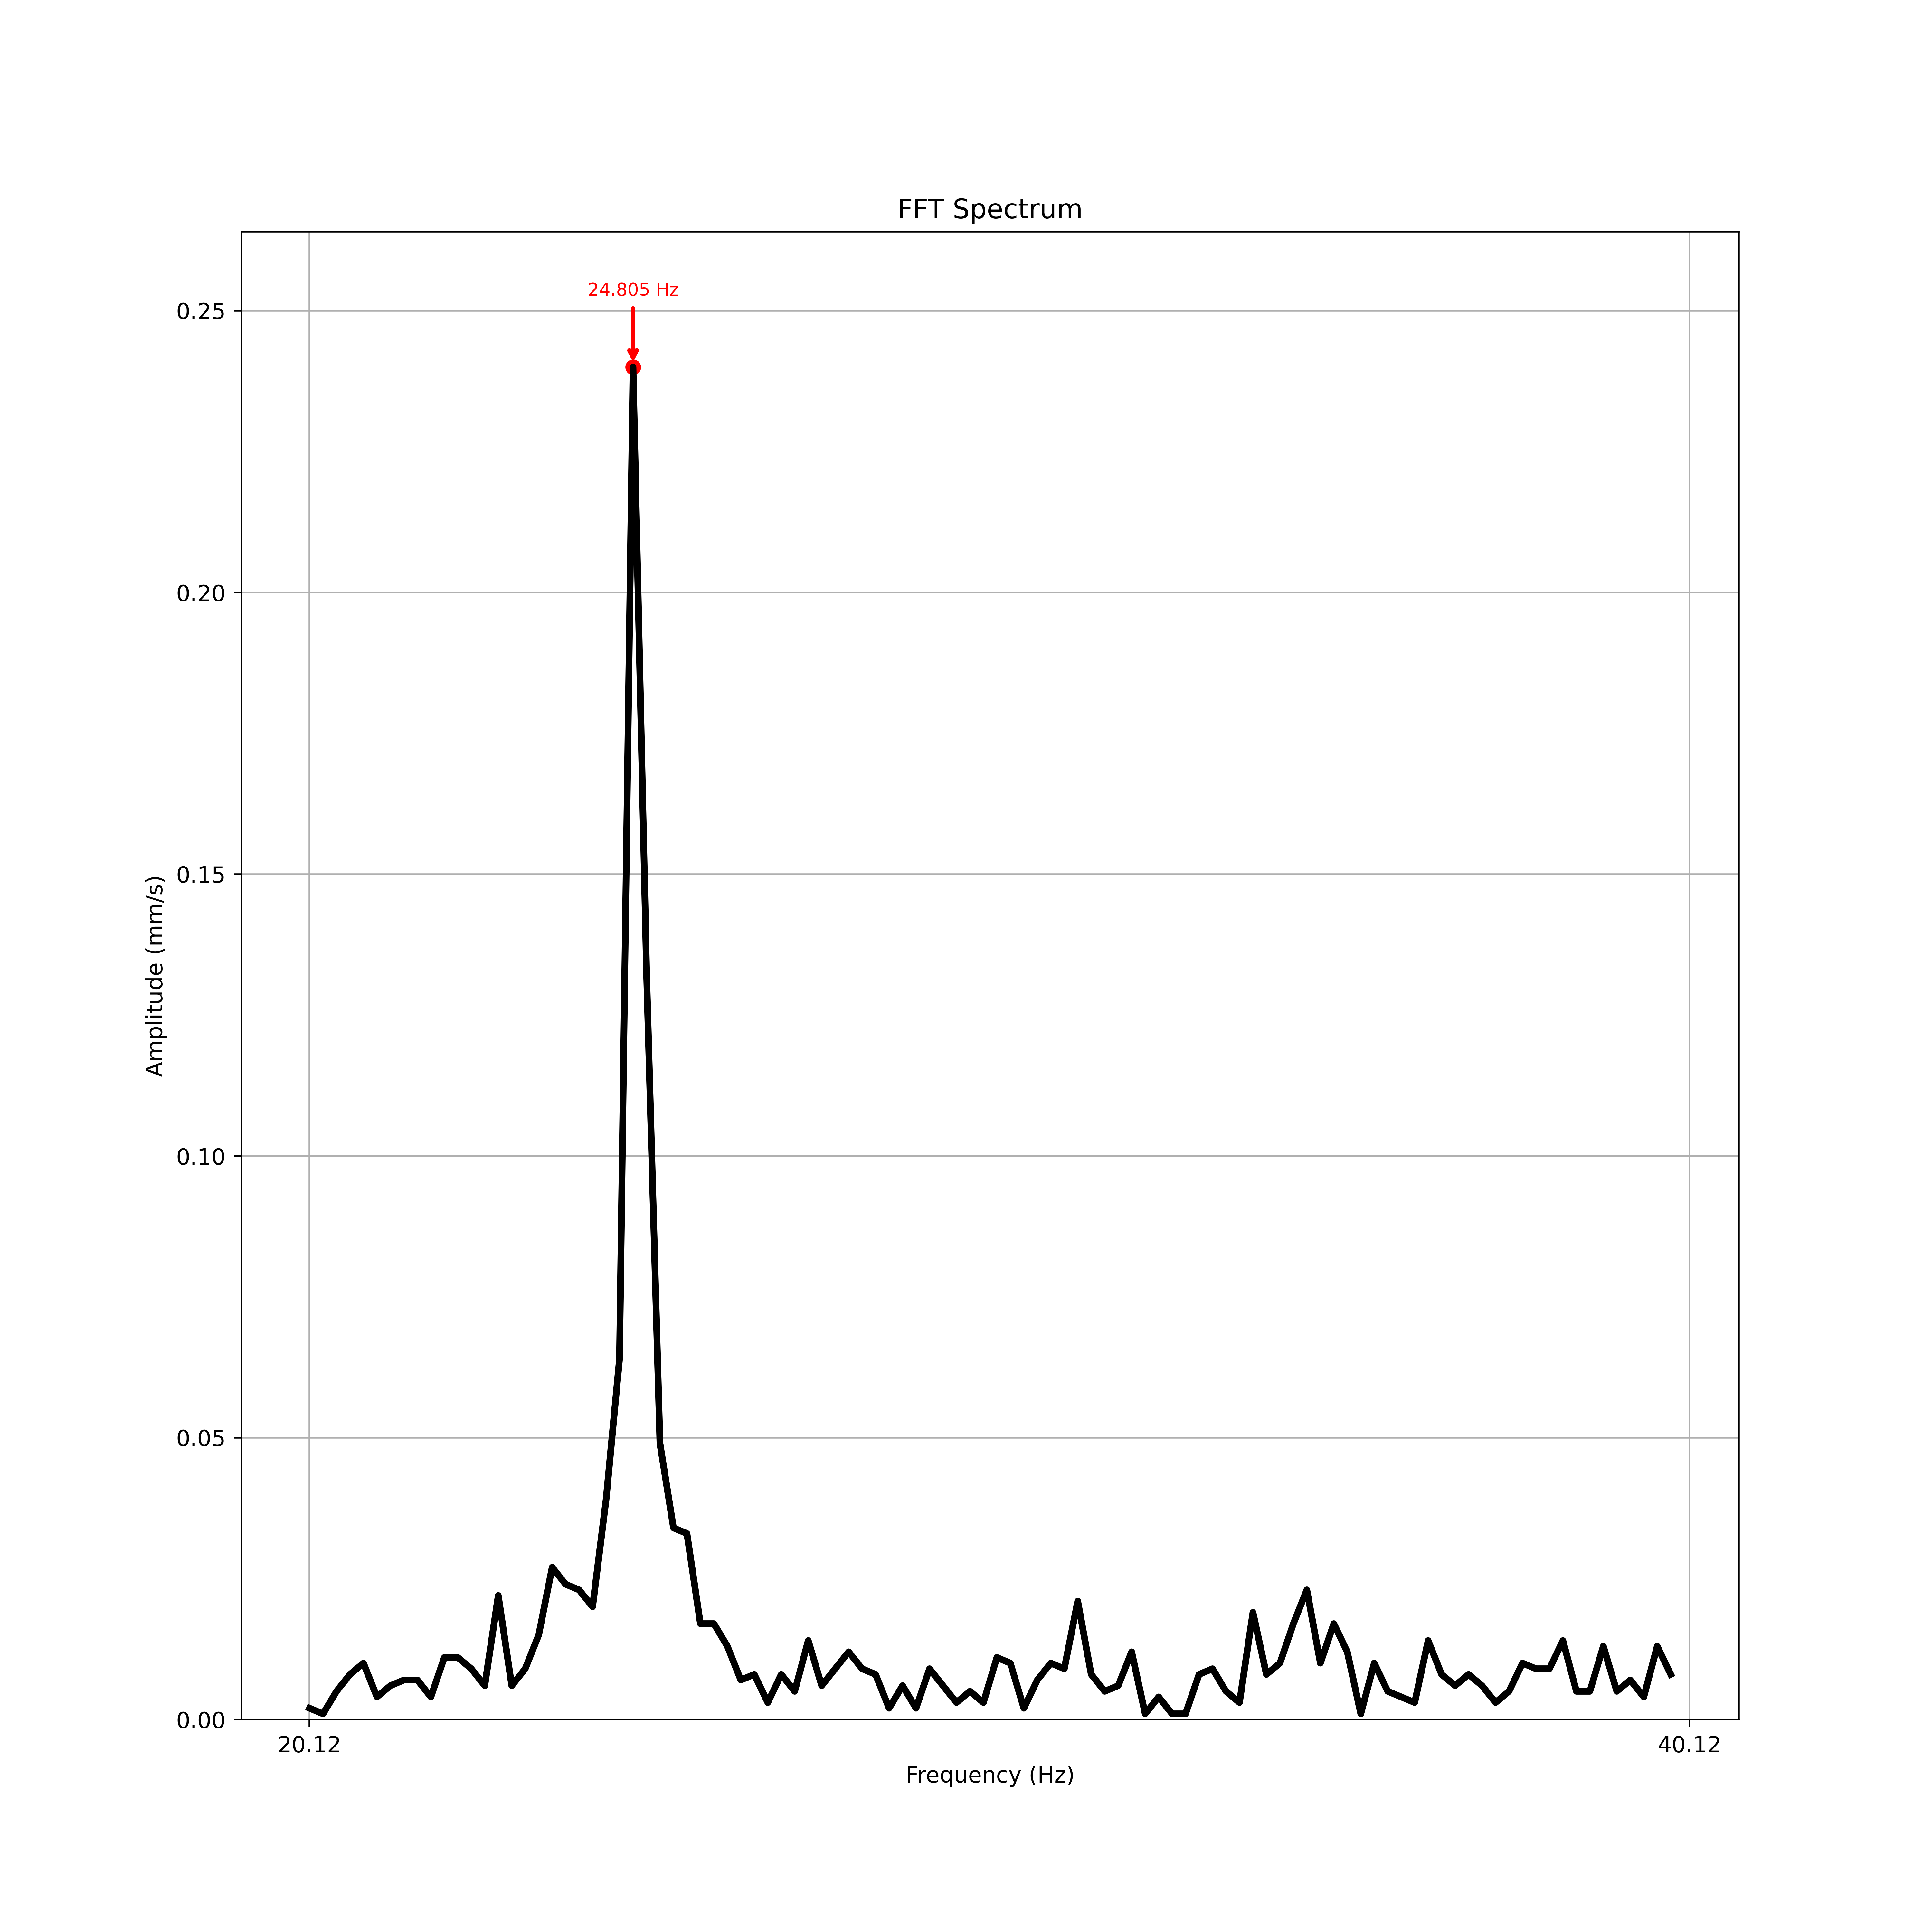 FFT Spectrum
24.805 Hz
0.25
0.20
0.15
0.10
0.05
0.00
Amplitude (mm/s)
20.12
40.12
Frequency (Hz)